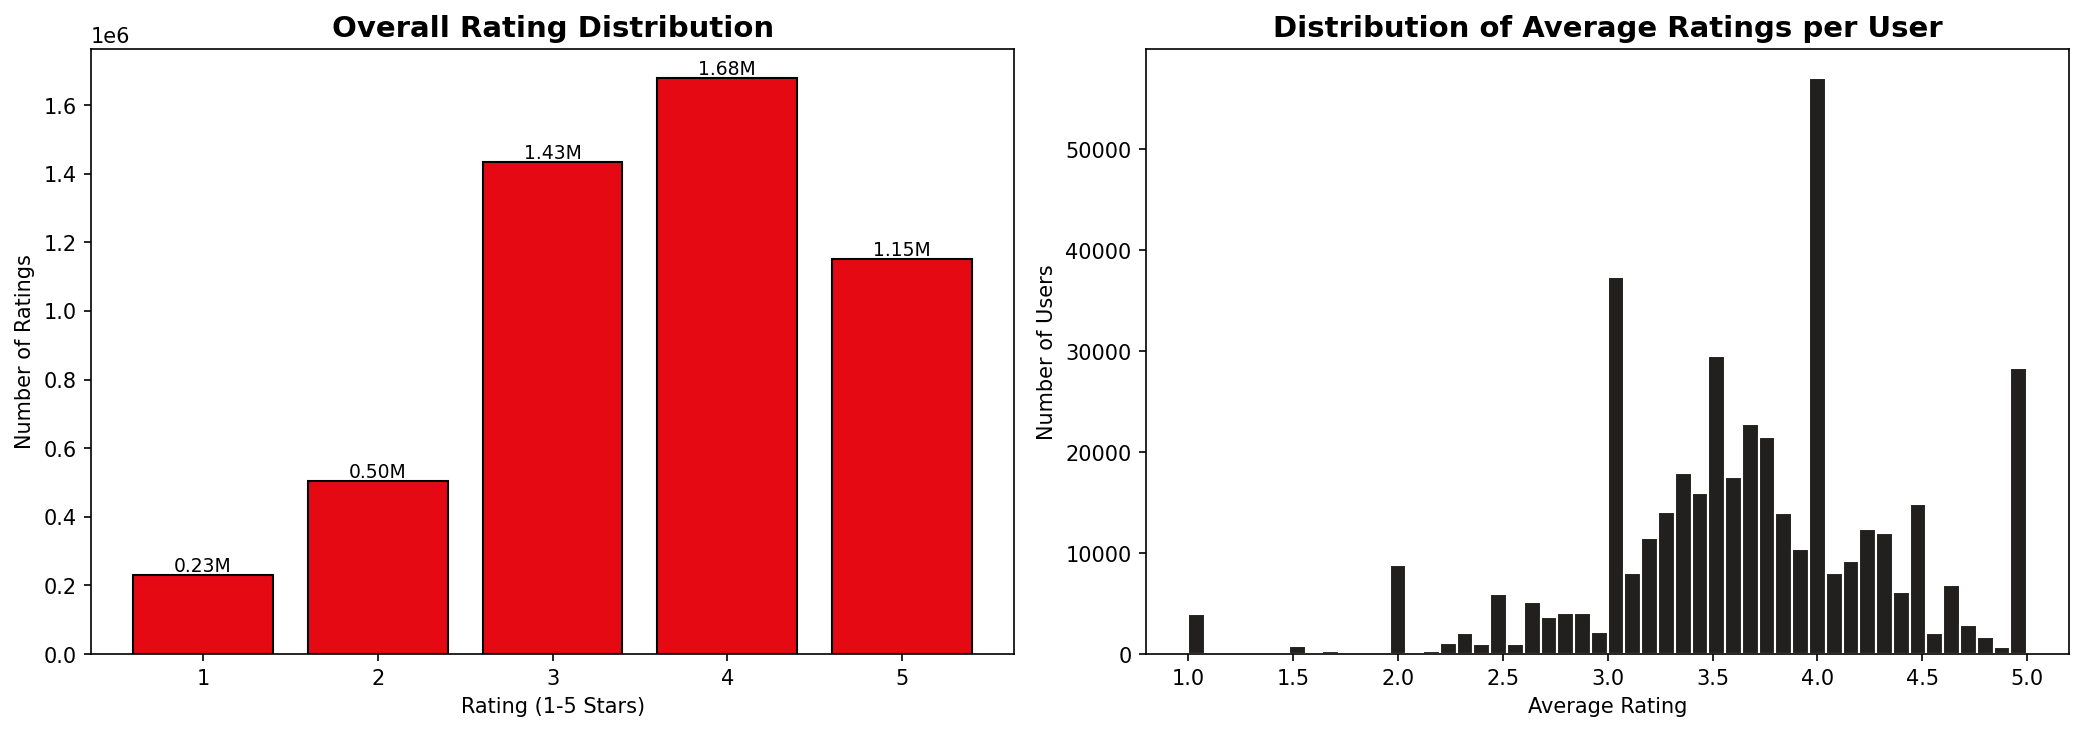 Overall Rating Distribution
1e6
1.6
1.4
1.2
1.0
0.8
0.6
0.4
0.2
0.0
Number of Ratings
0.23M
0.50M
1.43M
1.68M
1.15M
1 2 3 4 5
Rating (1-5 Stars)
Distribution of Average Ratings per User
50000
40000
30000
20000
10000
0
Number of Users
1.0 1.5 2.0 2.5 3.0 3.5 4.0 4.5 5.0
Average Rating